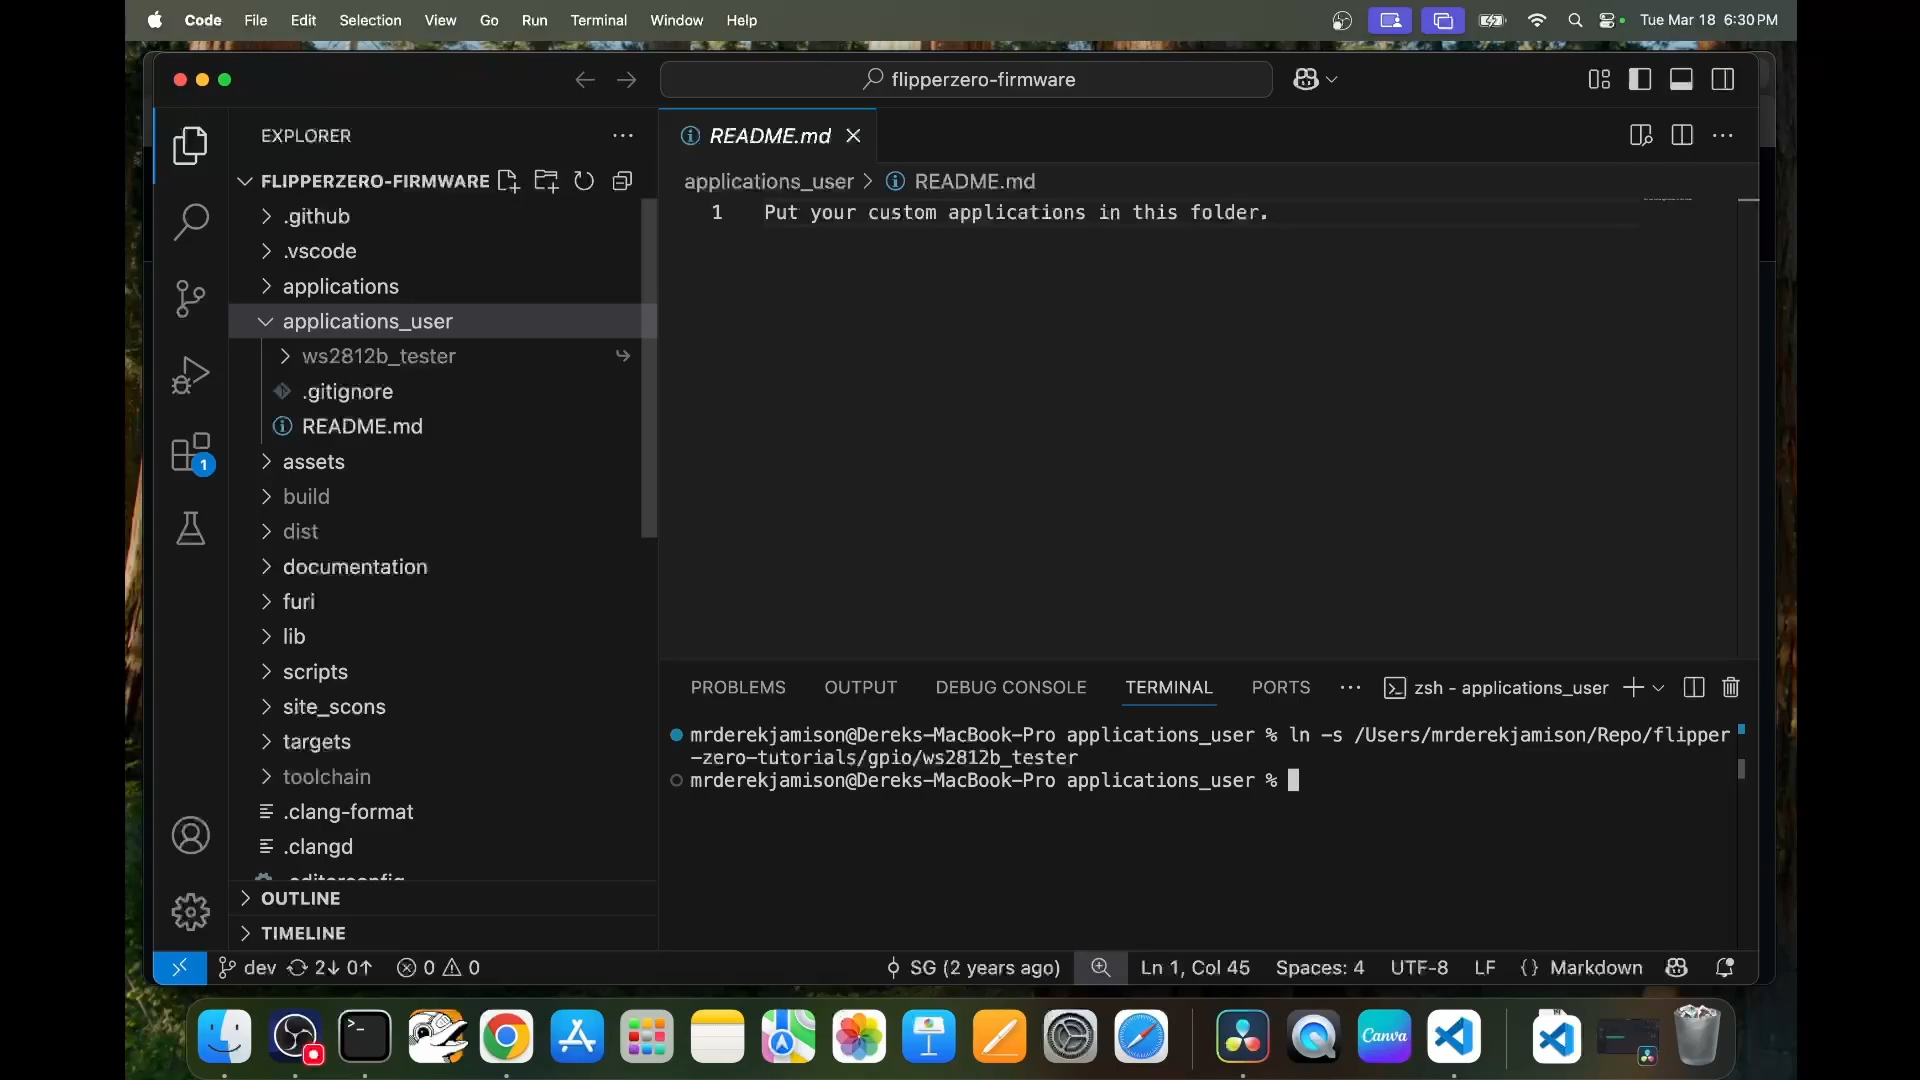 Code File Edit Selection View Go Run Terminal Window Help Tue Mar 18 6:30 PM
flipperzero-firmware
EXPLORER
README.md
FLIPPERZERO-FIRMWARE
applications_user > README.md
.github
1 Put your custom applications in this folder.
.vscode
applications
applications_user
ws2812b_tester
.gitignore
README.md
assets
build
dist
documentation
furi
lib
scripts
site_scons
targets
toolchain
.clang-format
.clangd
.editorconfig
OUTLINE
TIMELINE
1
PROBLEMS OUTPUT DEBUG CONSOLE TERMINAL PORTS zsh - applications_user
mrderekjamison@Dereks-MacBook-Pro applications_user % ln -s /Users/mrderekjamison/Repo/flipper
-zero-tutorials/gpio/ws2812b_tester
mrderekjamison@Dereks-MacBook-Pro applications_user %
dev 2↓ 0↑ 0 0 SG (2 years ago) Ln 1, Col 45 Spaces: 4 UTF-8 LF {} Markdown
Canva